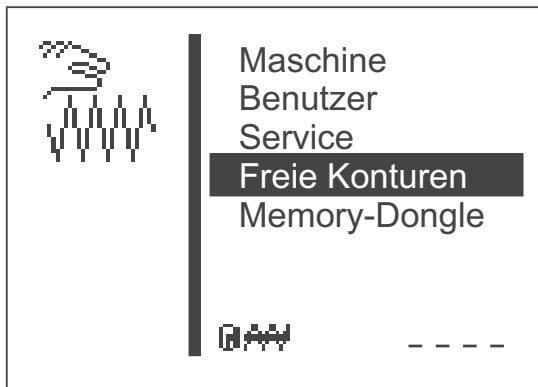 Maschine
Benutzer
Service
Freie Konturen
Memory-Dongle
_ _ _ _